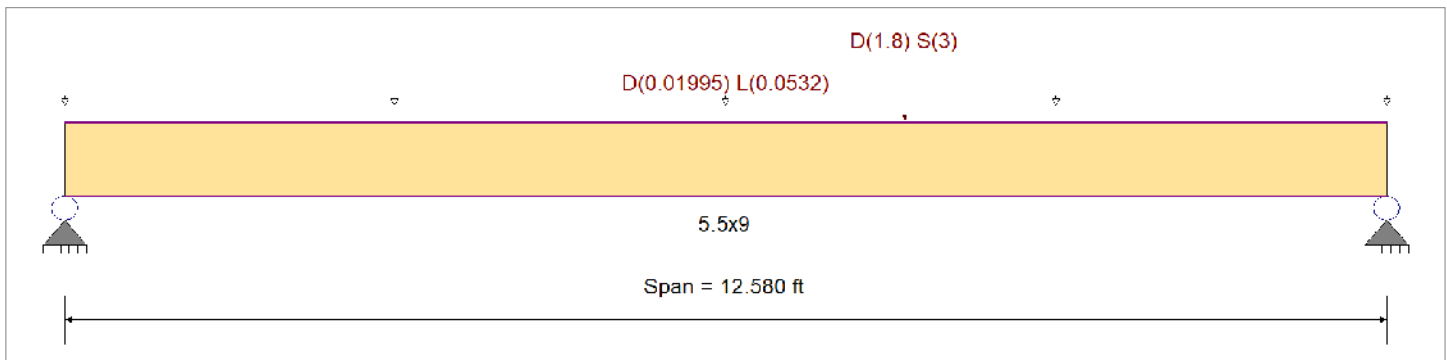 D(1.8) S(3)
D(0.01995) L(0.0532)
5.5x9
Span = 12.580 ft